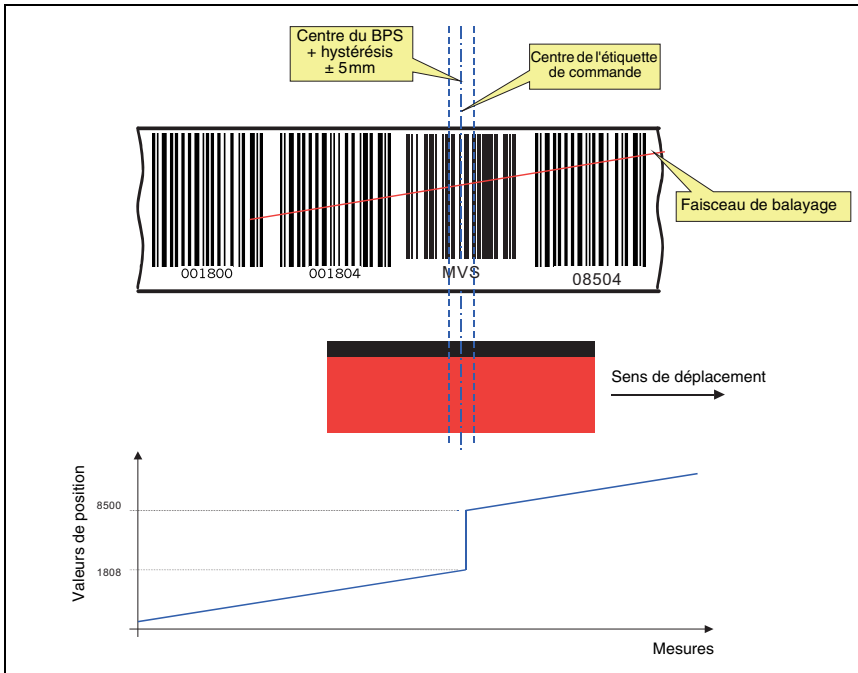 Centre du BPS
+ hystérésis
± 5mm
Centre de l'étiquette
de commande
Faisceau de balayage
001800
001804
MVS
08504
Sens de déplacement
Valeurs de position
8500
1808
Mesures